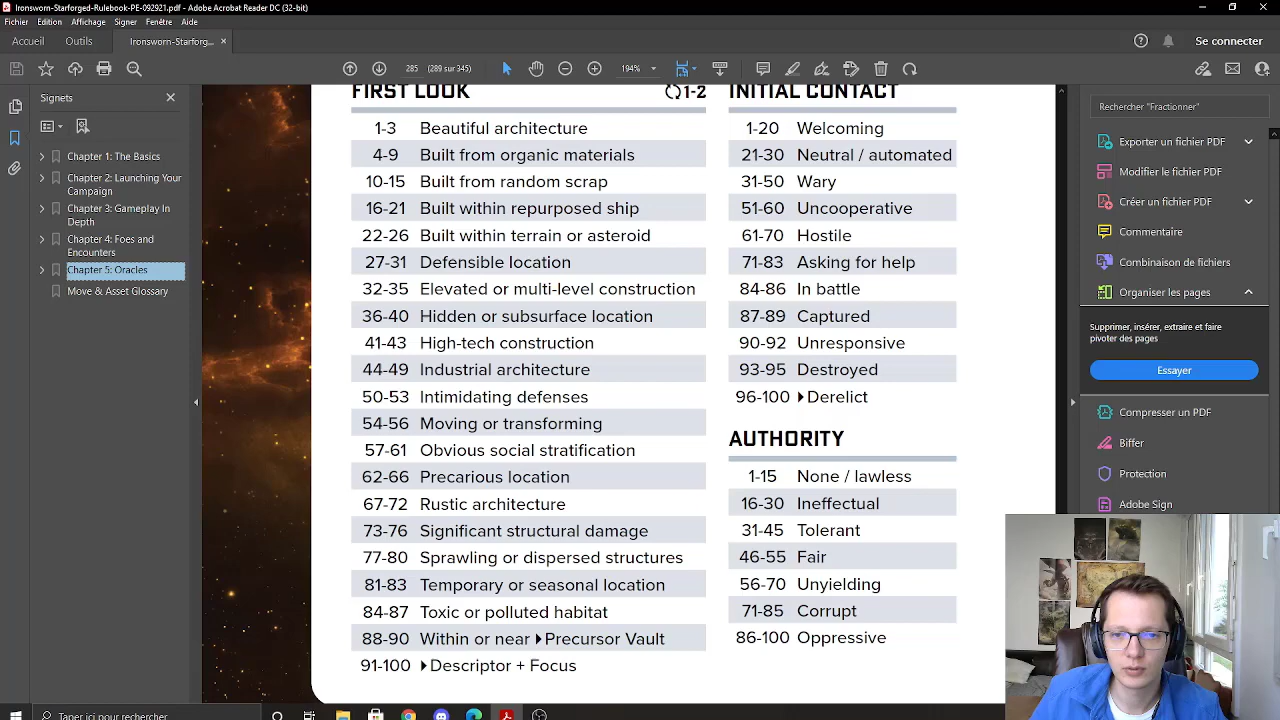 Ironsworn-Starforged-Rulebook-PE-092921.pdf - Adobe Acrobat Reader DC (32-bit)
Fichier Edition Affichage Signer Fenêtre Aide
Accueil Outils Ironsworn-Starforg... × Se connecter
285 (289 sur 345) 194%
Signets
Chapter 1: The Basics
Chapter 2: Launching Your
Campaign
Chapter 3: Gameplay In
Depth
Chapter 4: Foes and
Encounters
Chapter 5: Oracles
Move & Asset Glossary
FIRST LOOK 1-2
1-3 Beautiful architecture
4-9 Built from organic materials
10-15 Built from random scrap
16-21 Built within repurposed ship
22-26 Built within terrain or asteroid
27-31 Defensible location
32-35 Elevated or multi-level construction
36-40 Hidden or subsurface location
41-43 High-tech construction
44-49 Industrial architecture
50-53 Intimidating defenses
54-56 Moving or transforming
57-61 Obvious social stratification
62-66 Precarious location
67-72 Rustic architecture
73-76 Significant structural damage
77-80 Sprawling or dispersed structures
81-83 Temporary or seasonal location
84-87 Toxic or polluted habitat
88-90 Within or near ▶Precursor Vault
91-100 ▶Descriptor + Focus
INITIAL CONTACT
1-20 Welcoming
21-30 Neutral / automated
31-50 Wary
51-60 Uncooperative
61-70 Hostile
71-83 Asking for help
84-86 In battle
87-89 Captured
90-92 Unresponsive
93-95 Destroyed
96-100 ▶Derelict
AUTHORITY
1-15 None / lawless
16-30 Ineffectual
31-45 Tolerant
46-55 Fair
56-70 Unyielding
71-85 Corrupt
86-100 Oppressive
Rechercher "Fractionner"
Exporter un fichier PDF
Modifier un fichier PDF
Créer un fichier PDF
Commentaire
Combinaison de fichiers
Organiser les pages
Supprimer, insérer, extraire et faire
pivoter des pages
Essayer
Compresser un PDF
Biffer
Protection
Adobe Sign
Taper ici pour rechercher